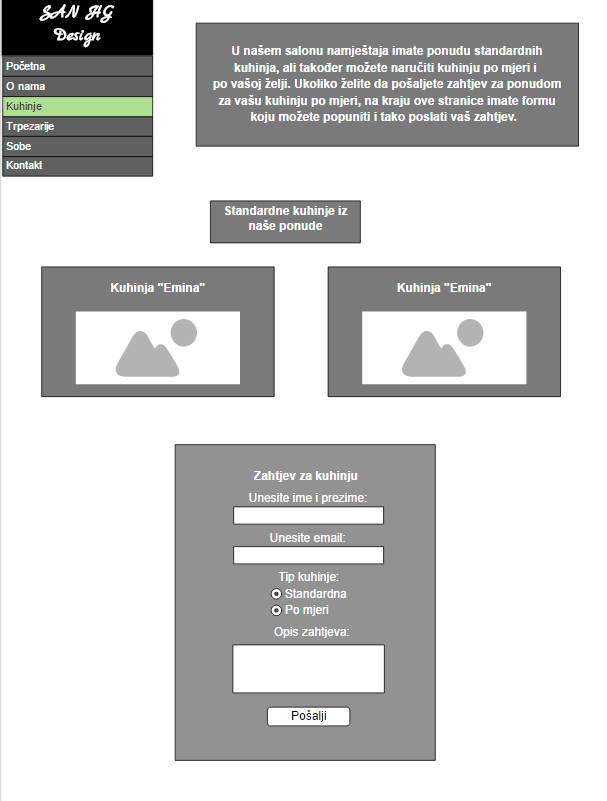 SAN HG
Design
Početna
O nama
Kuhinje
Trpezarije
Sobe
Kontakt
U našem salonu namještaja imate ponudu standardnih
kuhinja, ali također možete naručiti kuhinju po mjeri i
po vašoj želji. Ukoliko želite da pošaljete zahtjev za ponudom
za vašu kuhinju po mjeri, na kraju ove stranice imate formu
koju možete popuniti i tako poslati vaš zahtjev.
Standardne kuhinje iz
naše ponude
Kuhinja "Emina"
Kuhinja "Emina"
Zahtjev za kuhinju
Unesite ime i prezime:
Unesite email:
Tip kuhinje:
Standardna
Po mjeri
Opis zahtjeva:
Pošalji